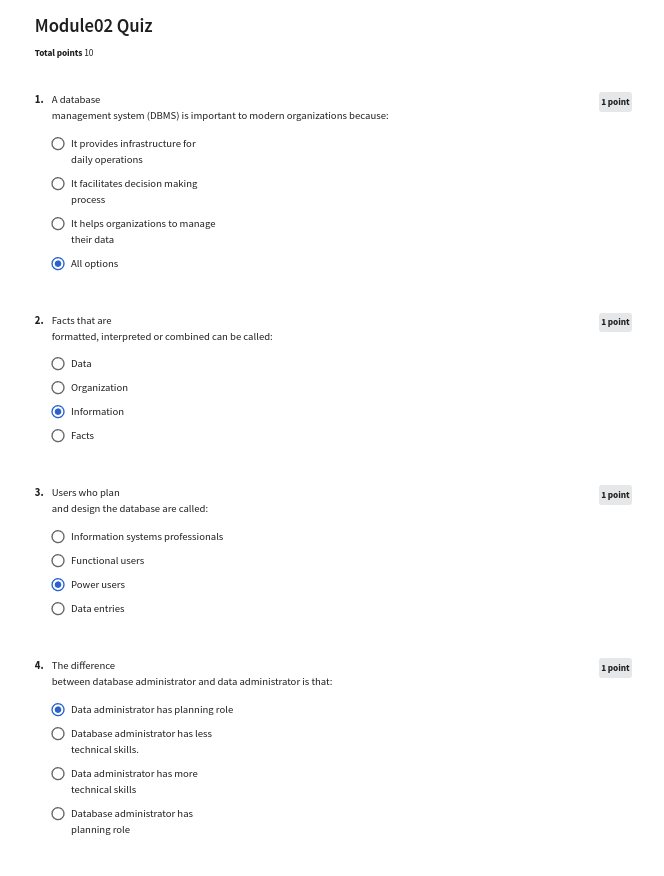 Module02 Quiz
Total points 10
1. A database
1 point
management system (DBMS) is important to modern organizations because:
It provides infrastructure for
daily operations
It facilitates decision making
process
It helps organizations to manage
their data
All options
2. Facts that are
1 point
formatted, interpreted or combined can be called:
Data
Organization
Information
Facts
3. Users who plan
1 point
and design the database are called:
Information systems professionals
Functional users
Power users
Data entries
4. The difference
1 point
between database administrator and data administrator is that:
Data administrator has planning role
Database administrator has less
technical skills.
Data administrator has more
technical skills
Database administrator has
planning role